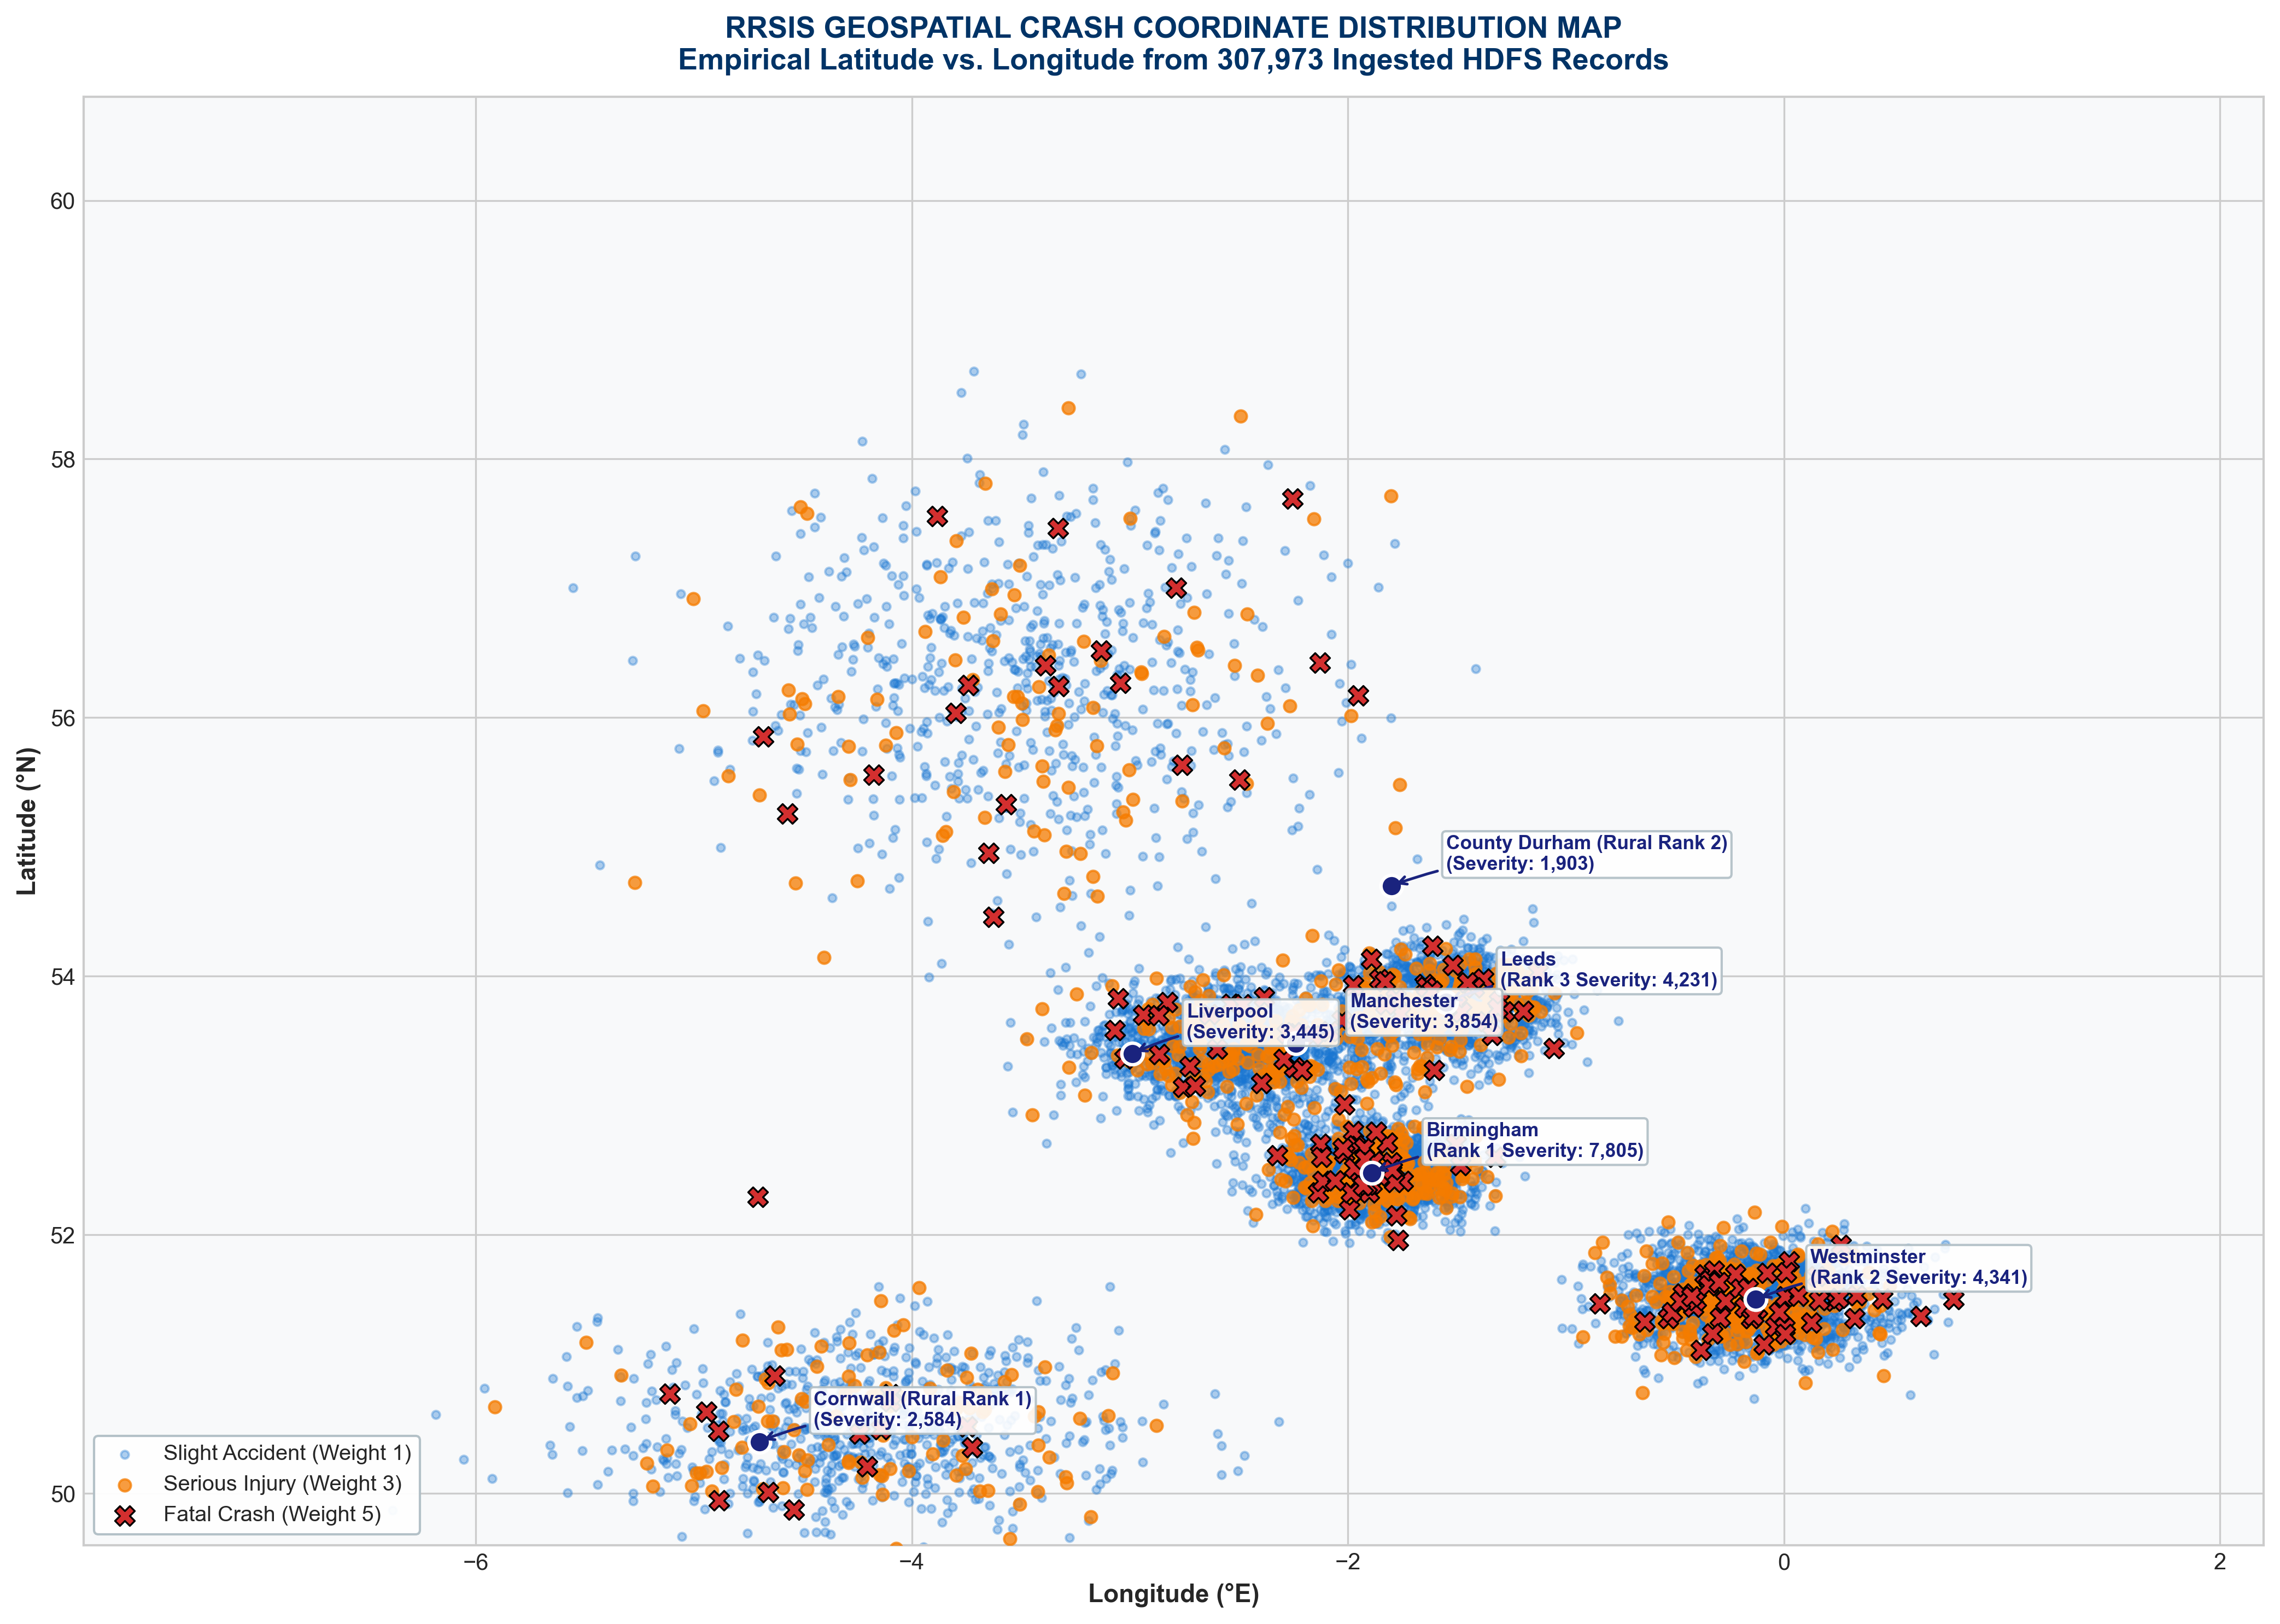 RRSIS GEOSPATIAL CRASH COORDINATE DISTRIBUTION MAP
Empirical Latitude vs. Longitude from 307,973 Ingested HDFS Records
Latitude (°N)
60
58
56
54
52
50
County Durham (Rural Rank 2)
(Severity: 1,903)
Leeds
(Rank 3 Severity: 4,231)
Manchester
(Severity: 3,854)
Liverpool
(Severity: 3,445)
Birmingham
(Rank 1 Severity: 7,805)
Westminster
(Rank 2 Severity: 4,341)
Cornwall (Rural Rank 1)
(Severity: 2,584)
Slight Accident (Weight 1)
Serious Injury (Weight 3)
Fatal Crash (Weight 5)
−6
−4
−2
0
2
Longitude (°E)